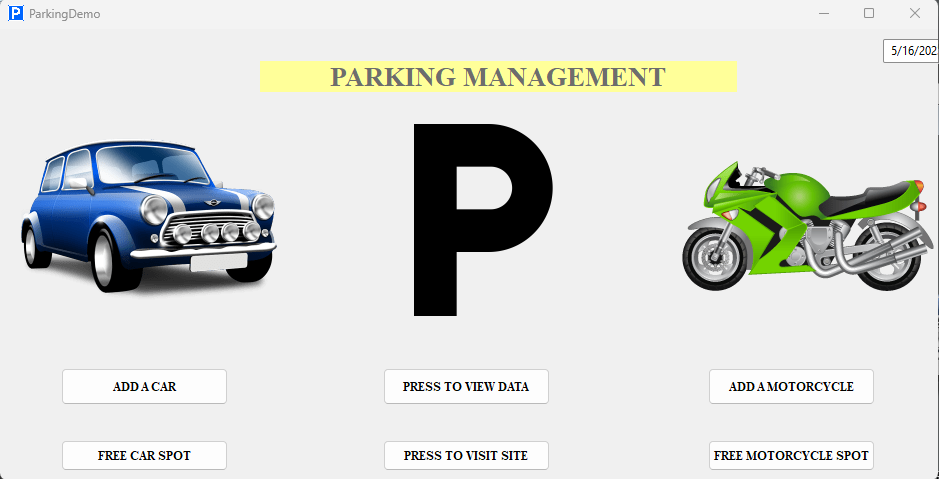 ParkingDemo
5/16/202
PARKING MANAGEMENT
P
ADD A CAR
PRESS TO VIEW DATA
ADD A MOTORCYCLE
FREE CAR SPOT
PRESS TO VISIT SITE
FREE MOTORCYCLE SPOT